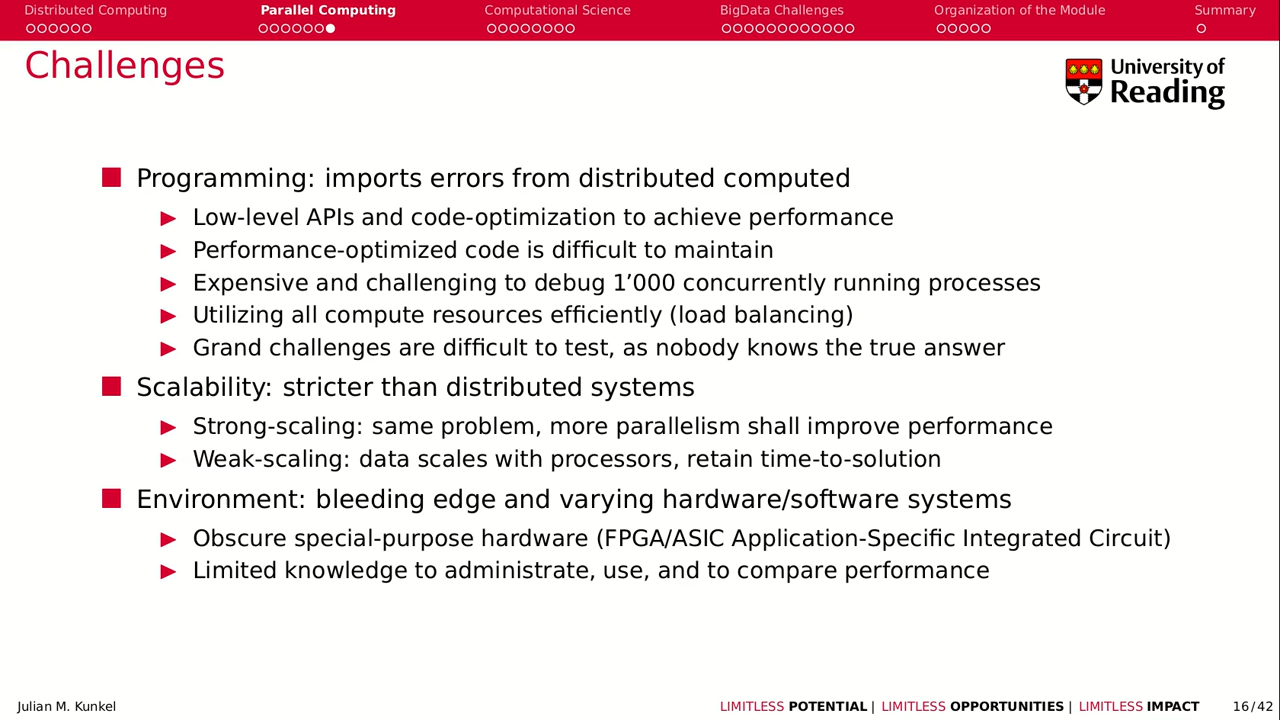 Distributed Computing Parallel Computing Computational Science BigData Challenges Organization of the Module Summary
Challenges
University of
Reading
Programming: imports errors from distributed computed
Low-level APIs and code-optimization to achieve performance
Performance-optimized code is difficult to maintain
Expensive and challenging to debug 1’000 concurrently running processes
Utilizing all compute resources efficiently (load balancing)
Grand challenges are difficult to test, as nobody knows the true answer
Scalability: stricter than distributed systems
Strong-scaling: same problem, more parallelism shall improve performance
Weak-scaling: data scales with processors, retain time-to-solution
Environment: bleeding edge and varying hardware/software systems
Obscure special-purpose hardware (FPGA/ASIC Application-Specific Integrated Circuit)
Limited knowledge to administrate, use, and to compare performance
Julian M. Kunkel LIMITLESS POTENTIAL | LIMITLESS OPPORTUNITIES | LIMITLESS IMPACT 16/42